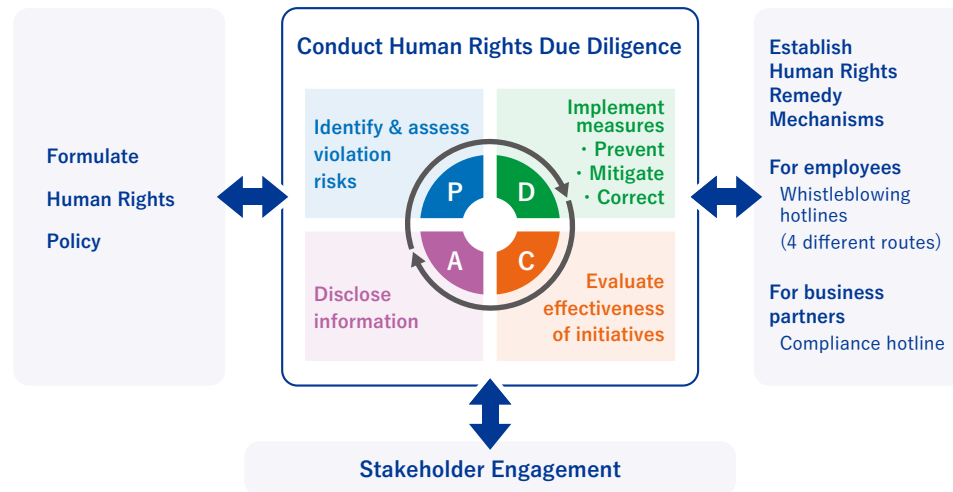 Formulate
Human Rights
Policy
Conduct Human Rights Due Diligence
Identify & assess
violation
risks
Implement
measures
・Prevent
・Mitigate
・Correct
P
D
A
C
Disclose
information
Evaluate
effectiveness
of initiatives
Establish
Human Rights
Remedy
Mechanisms
For employees
Whistleblowing
hotlines
(4 different routes)
For business
partners
Compliance hotline
Stakeholder Engagement